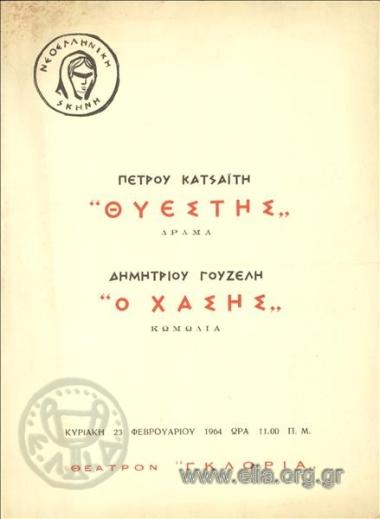 ΝΕΟΕΛΛΗΝΙΚΗ
ΣΚΗΝΗ
ΠΕΤΡΟΥ ΚΑΤΣΑΪΤΗ
“ΘΥΕΣΤΗΣ„
ΔΡΑΜΑ
ΔΗΜΗΤΡΙΟΥ ΓΟΥΖΕΛΗ
“Ο ΧΑΣΗΣ„
ΚΩΜΩΔΙΑ
ΚΥΡΙΑΚΗ 23 ΦΕΒΡΟΥΑΡΙΟΥ 1964 ΩΡΑ 11.00 Π.Μ.
ΘΕΑΤΡΟΝ “ΓΚΛΟΡΙΑ„
ΕΛΙΑ
www.elia.org.gr